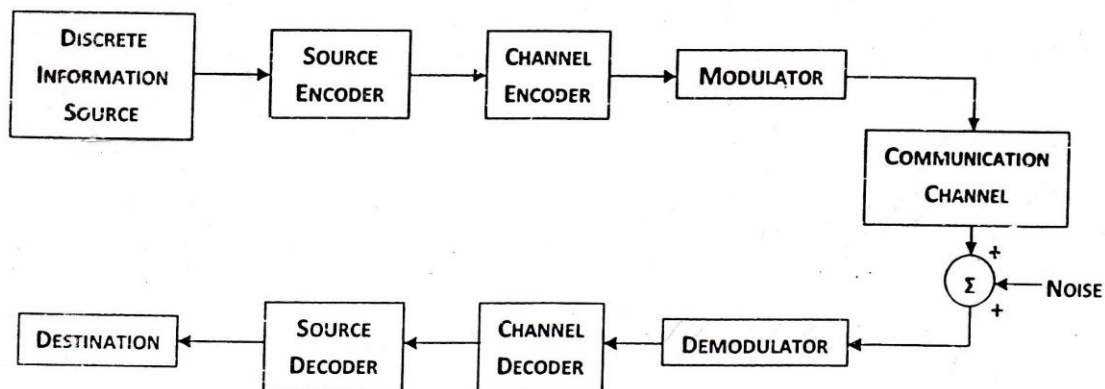 DISCRETE
INFORMATION
SOURCE
SOURCE
ENCODER
CHANNEL
ENCODER
MODULATOR
COMMUNICATION
CHANNEL
+
Σ
NOISE
+
DEMODULATOR
CHANNEL
DECODER
SOURCE
DECODER
DESTINATION